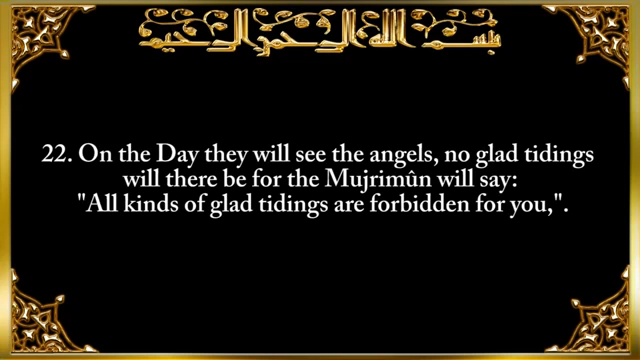 بسم الله الرحمن الرحيم
22. On the Day they will see the angels, no glad tidings
will there be for the Mujrimûn will say:
"All kinds of glad tidings are forbidden for you,".